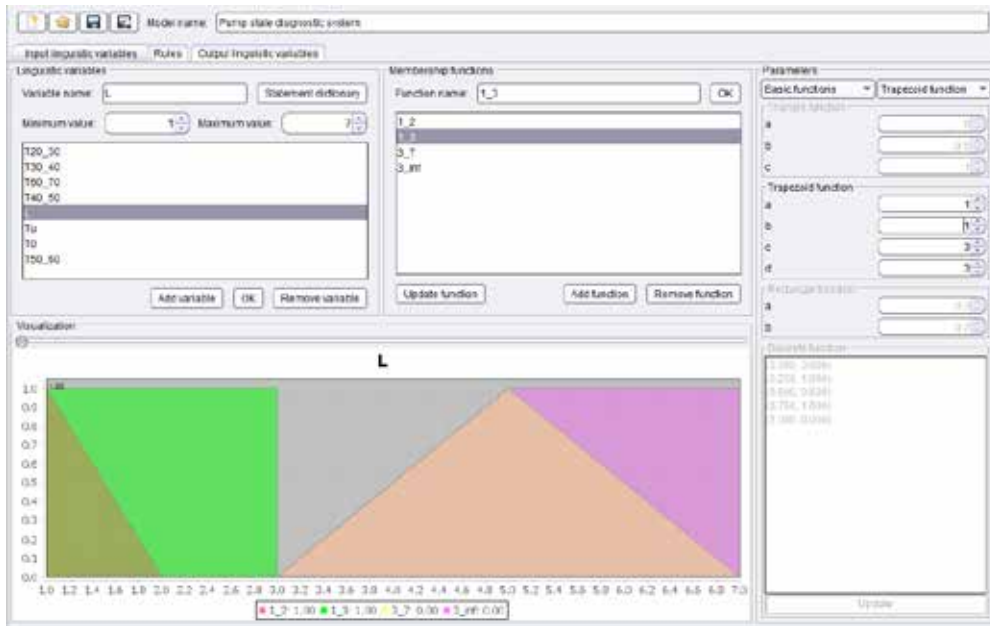 Model name: Pump state diagnostic system
Input linguistic variables Rules Output linguistic variables
Linguistic variables
Variable name: L Statement dictionary
Minimum value: 1 Maximum value: 7
T20_30
T30_40
T60_70
T40_50
Tu
T0
T50_60
Add variable OK Remove variable
Membership functions
Function name: 1_3 OK
1_2
1_3
3_7
3_inf
Update function Add function Remove function
Parameters
Basic functions Trapezoid function
a
b
c
Trapezoid function
a 1
b 1
c 3
d 3
Rectangle function
a
Discrete function
Update
Visualization
L
1.0
0.9
0.8
0.7
0.6
0.5
0.4
0.3
0.2
0.1
0.0
1.0 1.2 1.4 1.6 1.8 2.0 2.2 2.4 2.6 2.8 3.0 3.2 3.4 3.6 3.8 4.0 4.2 4.4 4.6 4.8 5.0 5.2 5.4 5.6 5.8 6.0 6.2 6.4 6.6 6.8 7.0
1_2: 1.00 1_3: 1.00 3_7: 0.00 3_inf: 0.00